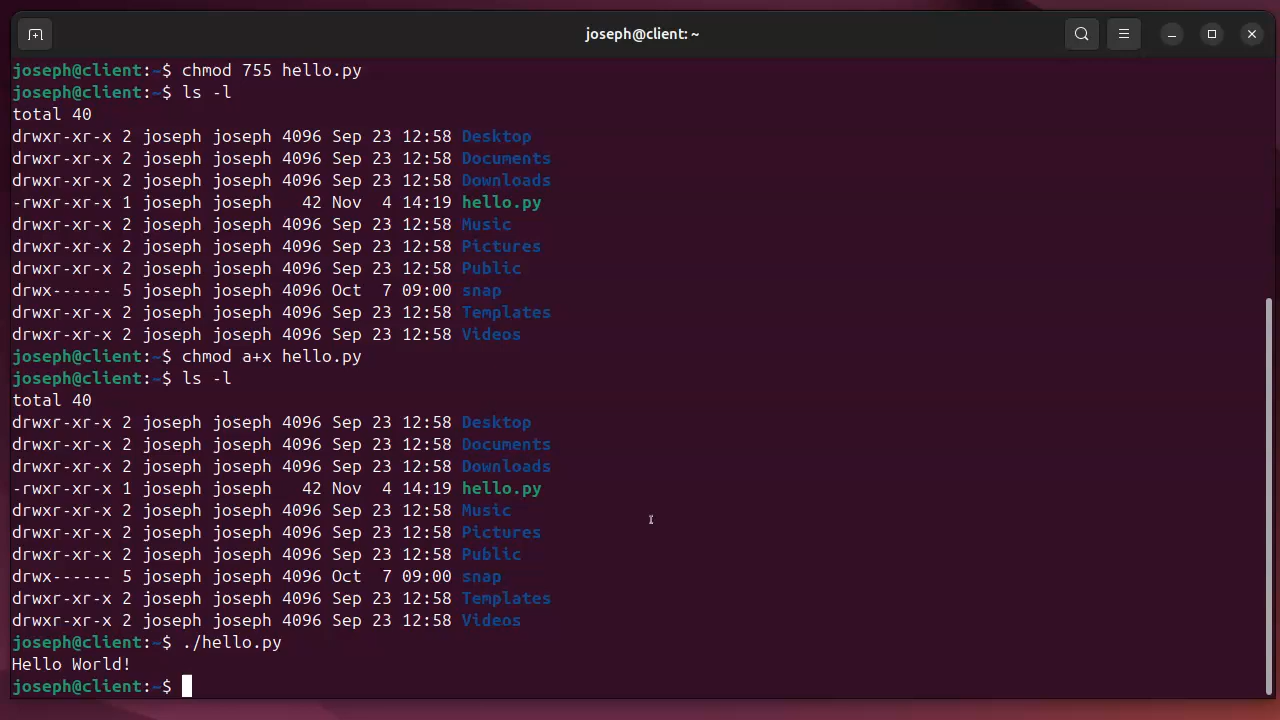 joseph@client: ~
joseph@client:~$ chmod 755 hello.py
joseph@client:~$ ls -l
total 40
drwxr-xr-x 2 joseph joseph 4096 Sep 23 12:58 Desktop
drwxr-xr-x 2 joseph joseph 4096 Sep 23 12:58 Documents
drwxr-xr-x 2 joseph joseph 4096 Sep 23 12:58 Downloads
-rwxr-xr-x 1 joseph joseph   42 Nov  4 14:19 hello.py
drwxr-xr-x 2 joseph joseph 4096 Sep 23 12:58 Music
drwxr-xr-x 2 joseph joseph 4096 Sep 23 12:58 Pictures
drwxr-xr-x 2 joseph joseph 4096 Sep 23 12:58 Public
drwx------ 5 joseph joseph 4096 Oct  7 09:00 snap
drwxr-xr-x 2 joseph joseph 4096 Sep 23 12:58 Templates
drwxr-xr-x 2 joseph joseph 4096 Sep 23 12:58 Videos
joseph@client:~$ chmod a+x hello.py
joseph@client:~$ ls -l
total 40
drwxr-xr-x 2 joseph joseph 4096 Sep 23 12:58 Desktop
drwxr-xr-x 2 joseph joseph 4096 Sep 23 12:58 Documents
drwxr-xr-x 2 joseph joseph 4096 Sep 23 12:58 Downloads
-rwxr-xr-x 1 joseph joseph   42 Nov  4 14:19 hello.py
drwxr-xr-x 2 joseph joseph 4096 Sep 23 12:58 Music
drwxr-xr-x 2 joseph joseph 4096 Sep 23 12:58 Pictures
drwxr-xr-x 2 joseph joseph 4096 Sep 23 12:58 Public
drwx------ 5 joseph joseph 4096 Oct  7 09:00 snap
drwxr-xr-x 2 joseph joseph 4096 Sep 23 12:58 Templates
drwxr-xr-x 2 joseph joseph 4096 Sep 23 12:58 Videos
joseph@client:~$ ./hello.py
Hello World!
joseph@client:~$